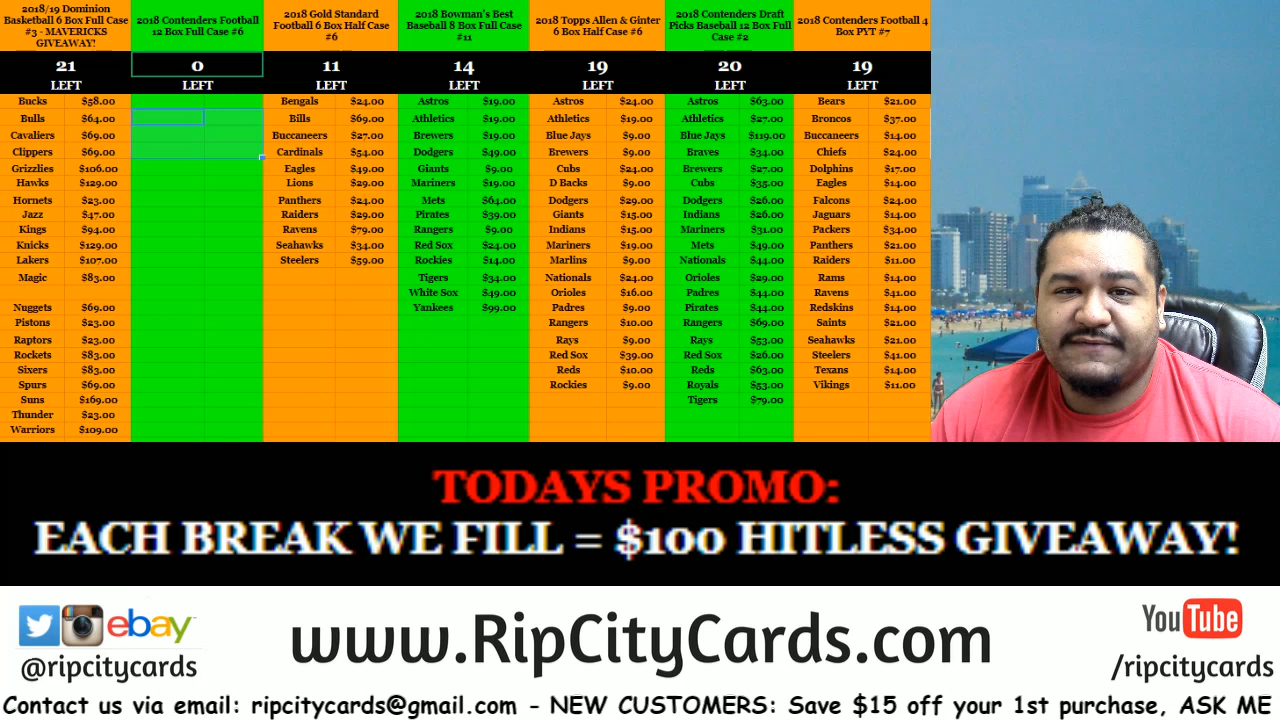 2018/19 Dominion
Basketball 6 Box Full Case
#3 - MAVERICKS
GIVEAWAY!
21
LEFT
Bucks $58.00
Bulls $64.00
Cavaliers $69.00
Clippers $69.00
Grizzlies $106.00
Hawks $129.00
Hornets $23.00
Jazz $47.00
Kings $94.00
Knicks $129.00
Lakers $107.00
Magic $83.00
Nuggets $69.00
Pistons $23.00
Raptors $23.00
Rockets $83.00
Sixers $83.00
Spurs $69.00
Suns $169.00
Thunder $23.00
Warriors $109.00
2018 Contenders Football
12 Box Full Case #6
0
LEFT
2018 Gold Standard
Football 6 Box Half Case
#6
11
LEFT
Bengals $24.00
Bills $69.00
Buccaneers $27.00
Cardinals $54.00
Eagles $49.00
Lions $29.00
Panthers $24.00
Raiders $29.00
Ravens $79.00
Seahawks $34.00
Steelers $59.00
2018 Bowman's Best
Baseball 8 Box Full Case
#11
14
LEFT
Astros $19.00
Athletics $19.00
Brewers $19.00
Dodgers $49.00
Giants $9.00
Mariners $19.00
Mets $64.00
Pirates $39.00
Rangers $9.00
Red Sox $24.00
Rockies $14.00
Tigers $34.00
White Sox $49.00
Yankees $99.00
2018 Topps Allen & Ginter
6 Box Half Case #6
19
LEFT
Astros $24.00
Athletics $19.00
Blue Jays $9.00
Brewers $9.00
Cubs $24.00
D Backs $9.00
Dodgers $29.00
Giants $15.00
Indians $15.00
Mariners $19.00
Marlins $9.00
Nationals $24.00
Orioles $16.00
Padres $9.00
Rangers $10.00
Rays $9.00
Red Sox $39.00
Reds $10.00
Rockies $9.00
2018 Contenders Draft
Picks Baseball 12 Box Full
Case #2
20
LEFT
Astros $63.00
Athletics $27.00
Blue Jays $119.00
Braves $34.00
Brewers $27.00
Cubs $35.00
Dodgers $26.00
Indians $26.00
Mariners $31.00
Mets $49.00
Nationals $44.00
Orioles $29.00
Padres $44.00
Pirates $44.00
Rangers $69.00
Rays $53.00
Red Sox $26.00
Reds $63.00
Royals $53.00
Tigers $79.00
2018 Contenders Football 4
Box PYT #7
19
LEFT
Bears $21.00
Broncos $37.00
Buccaneers $14.00
Chiefs $24.00
Dolphins $17.00
Eagles $14.00
Falcons $24.00
Jaguars $14.00
Packers $34.00
Panthers $21.00
Raiders $11.00
Rams $14.00
Ravens $41.00
Redskins $14.00
Saints $21.00
Seahawks $21.00
Steelers $41.00
Texans $14.00
Vikings $11.00
TODAYS PROMO:
EACH BREAK WE FILL = $100 HITLESS GIVEAWAY!
ebay
@ripcitycards
www.RipCityCards.com
YouTube
/ripcitycards
Contact us via email: ripcitycards@gmail.com - NEW CUSTOMERS: Save $15 off your 1st purchase, ASK ME